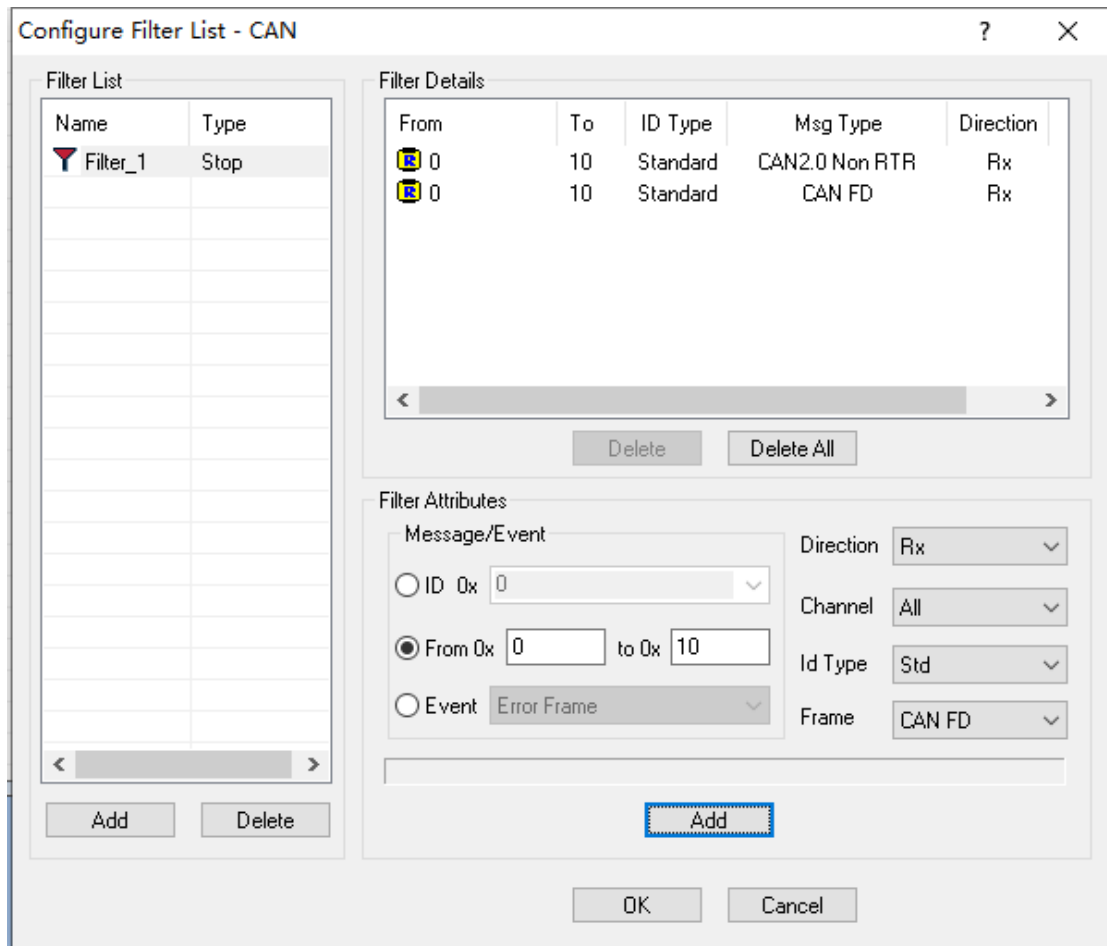 Configure Filter List - CAN
?
Filter List
Name Type
Filter_1 Stop
Add Delete
Filter Details
From To ID Type Msg Type Direction
R 0 10 Standard CAN2.0 Non RTR Rx
R 0 10 Standard CAN FD Rx
Delete Delete All
Filter Attributes
Message/Event
ID 0x 0
From 0x 0 to 0x 10
Event Error Frame
Direction Rx
Channel All
Id Type Std
Frame CAN FD
Add
OK Cancel